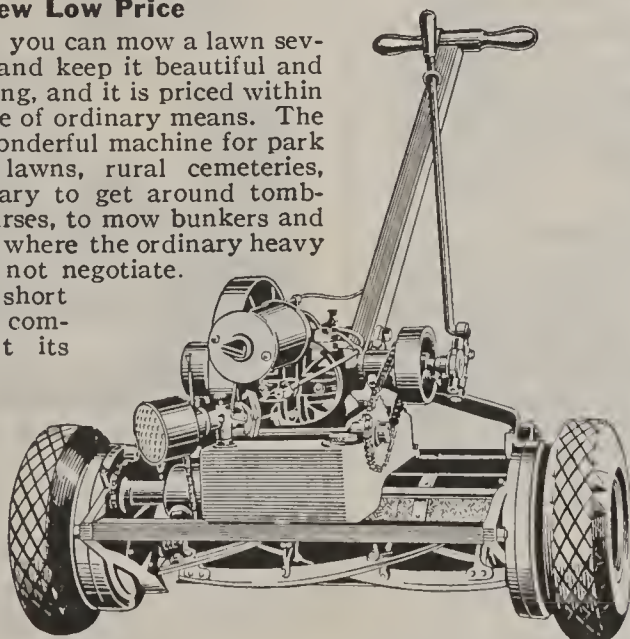 ew Low Price
you can mow a lawn sev-
and keep it beautiful and
ng, and it is priced within
e of ordinary means. The
onderful machine for park
lawns, rural cemeteries,
ary to get around tomb-
rses, to mow bunkers and
where the ordinary heavy
not negotiate.
short
com-
t its